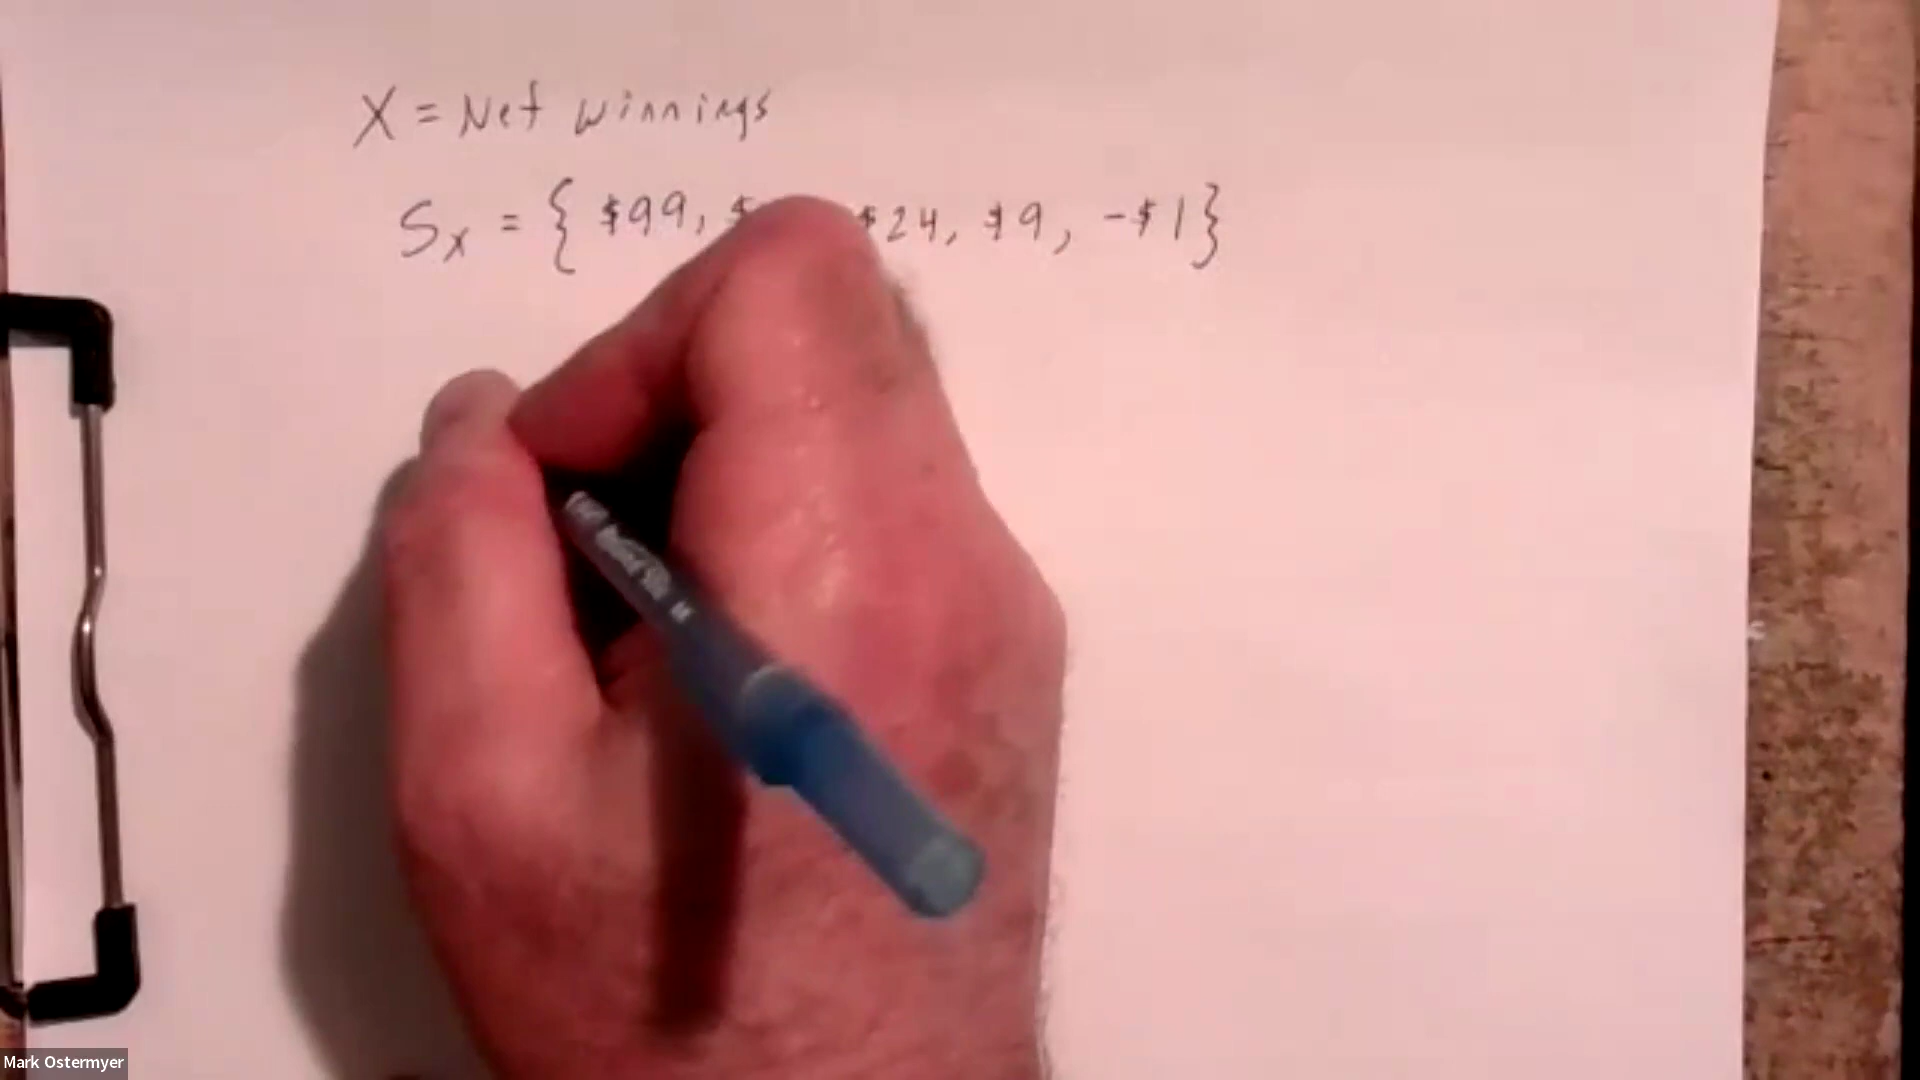 X = Net winnings
Sx = { $99, $ $24, $9, -$1}
M
Mark Ostermyer